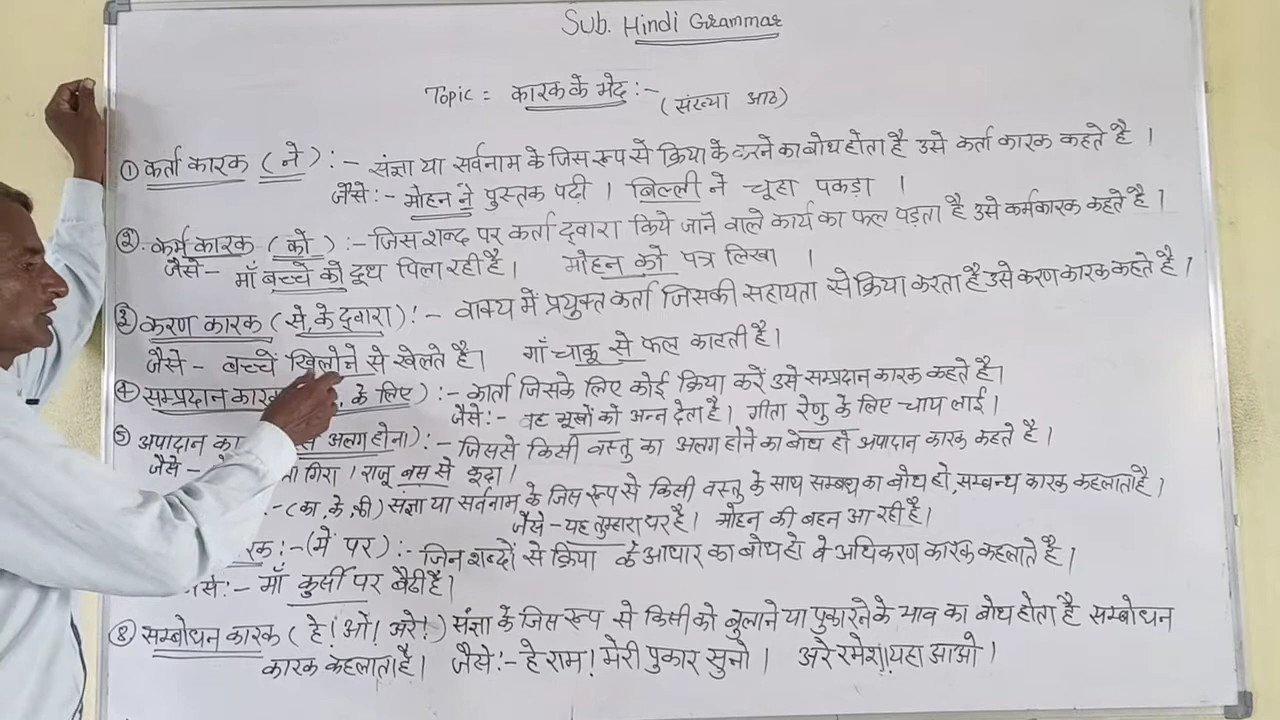 Sub. Hindi Grammar
Topic = कारक के भेद :- (संख्या आठ)
① कर्ता कारक ( ने ) :- संज्ञा या सर्वनाम के जिस रूप से क्रिया के करने का बोध होता है उसे कर्ता कारक कहते है ।
जैसे :- मोहन ने पुस्तक पढी । बिल्ली ने चूहा पकड़ा ।
②. कर्म कारक ( को ) :- जिस शब्द पर कर्ता द्वारा किये जाने वाले कार्य का फल पड़ता है उसे कर्मकारक कहते है ।
जैसे - माँ बच्चे को दूध पिला रही है । मोहन को पत्र लिखा ।
③ करण कारक ( से, के द्वारा ) :- वाक्य में प्रयुक्त कर्ता जिसकी सहायता से क्रिया करता है उसे करण कारक कहते है ।
जैसे - बच्चें खिलोने से खेलते है । माँ चाकू से फल काटती है ।
④ सम्प्रदान कारक के लिए ) :- कार्ता जिसके लिए कोई क्रिया करें उसे सम्प्रदान कारक कहते है ।
जैसे :- वह भूखों को अन्न देता है । गीता रेणु के लिए चाय लाई ।
⑤ अपादान का से अलग होना ) :- जिससे किसी वस्तु का अलग होने का बोध हो अपादान कारक कहते है ।
जैसे - गिरा । राजू बस से कूदा ।
:- (का, के, की) संज्ञा या सर्वनाम के जिस रूप से किसी वस्तु के साथ सम्बन्ध का बोध हो, सम्बन्ध कारक कहलाता है ।
जैसे - यह तुम्हारा घर है । मोहन की बहन आ रही है ।
रक :- (में पर) :- जिन शब्दों से क्रिया के आधार का बोध हो वे अधिकरण कारक कहलाते है ।
जैसे :- माँ कुर्सी पर बैठी है ।
⑧ सम्बोधन कारक ( हे ! ओ ! अरे ! ) संज्ञा के जिस रूप से किसी को बुलाने या पुकारने के भाव का बोध होता है सम्बोधन
कारक कहलाता है । जैसे :- हे राम ! मेरी पुकार सुनो । अरे रमेश ! यहा आओ ।